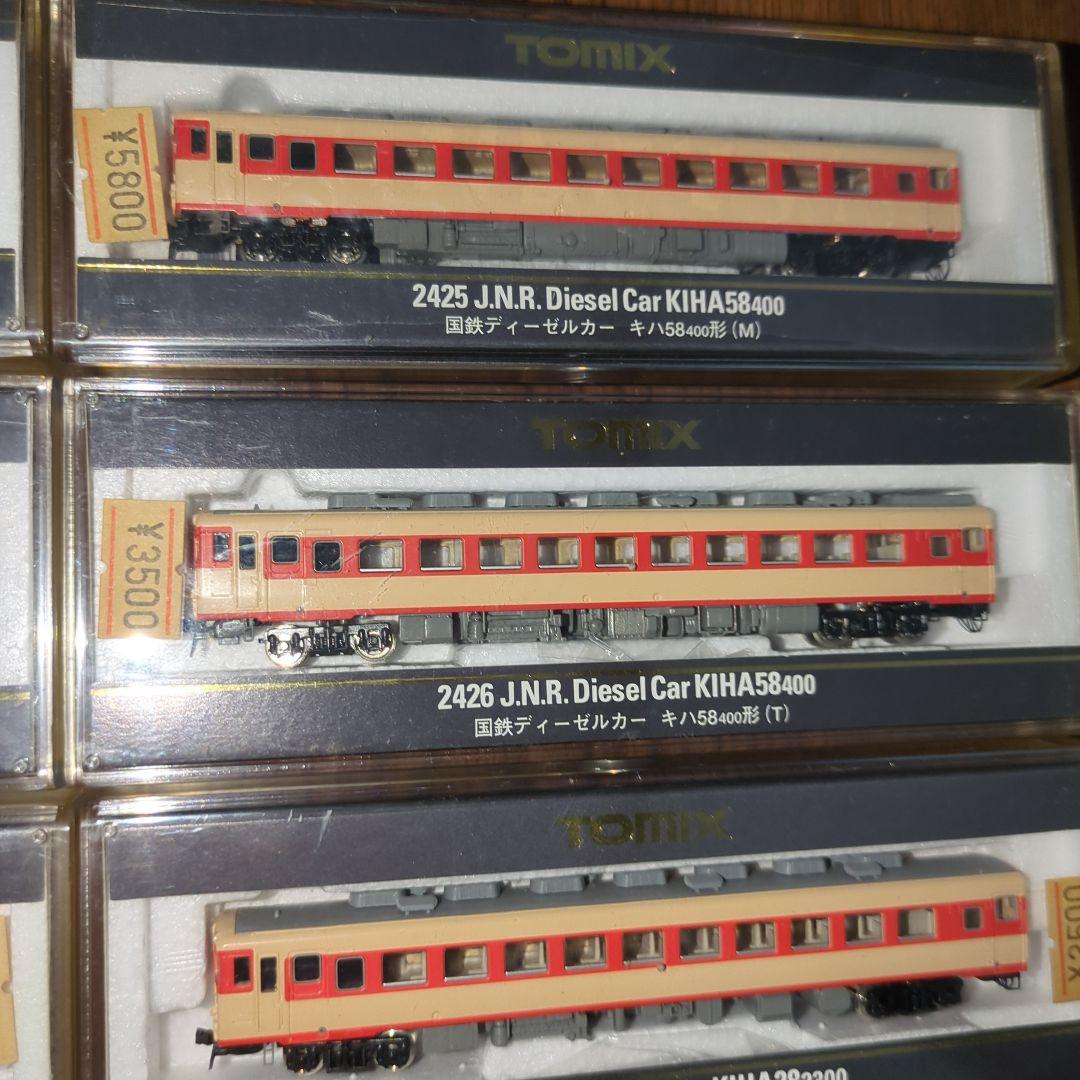 TOMIX
¥5800
2425 J.N.R. Diesel Car KIHA58400
国鉄ディーゼルカー キハ58400形(M)
TOMIX
¥3500
2426 J.N.R. Diesel Car KIHA58400
国鉄ディーゼルカー キハ58400形(T)
TOMIX
¥3500